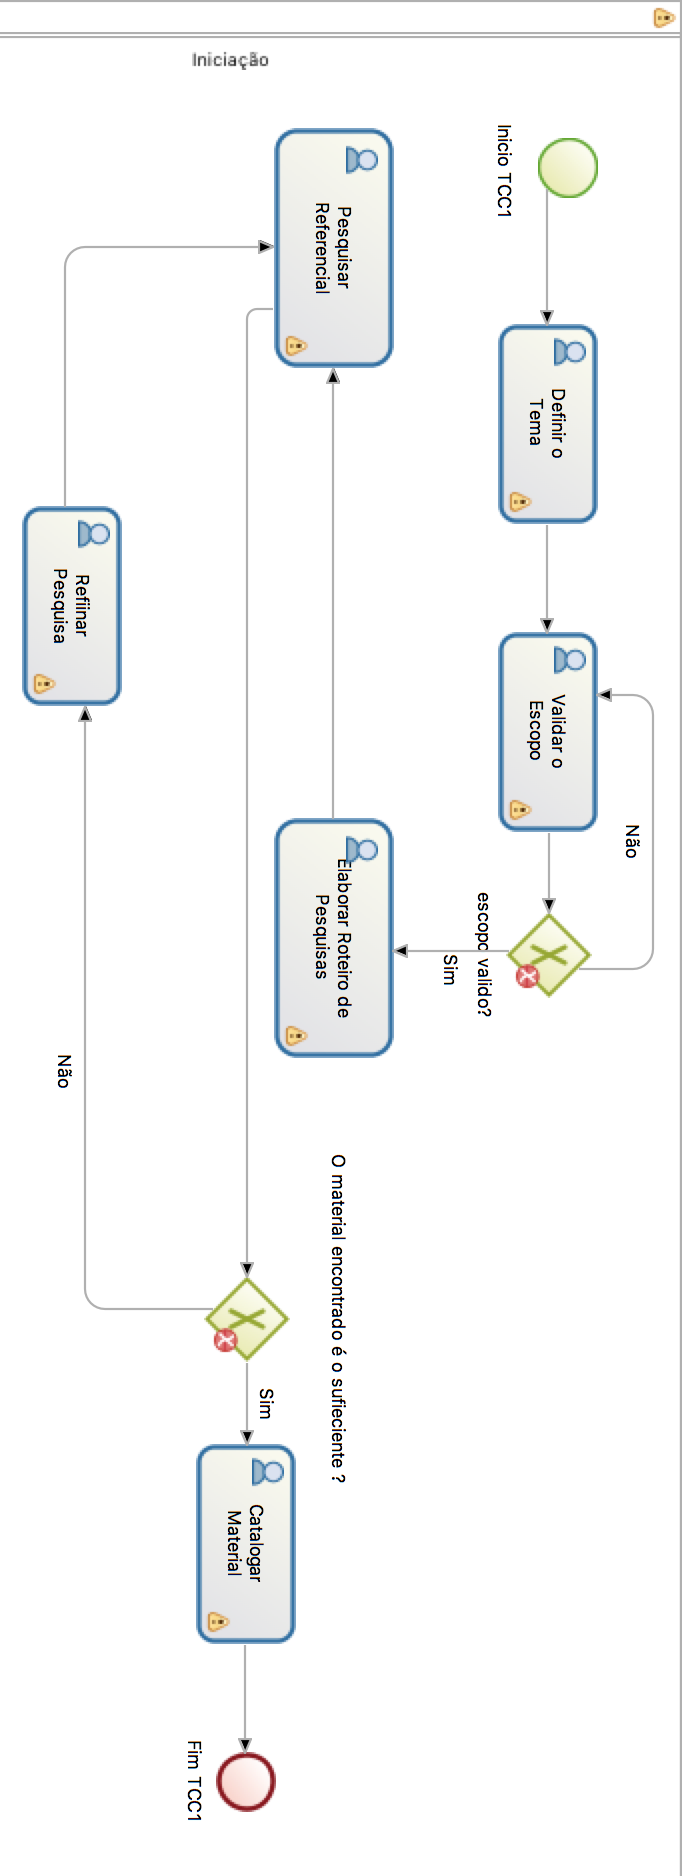 Iniciação
Inicio TCC1
Definir o
Tema
Validar o
Escopo
Não
escopo valido?
Sim
Elaborar Roteiro de
Pesquisas
Pesquisar
Referencial
O material encontrado é o sufieciente ?
Não
Refiinar
Pesquisa
Sim
Catalogar
Material
Fim TCC1